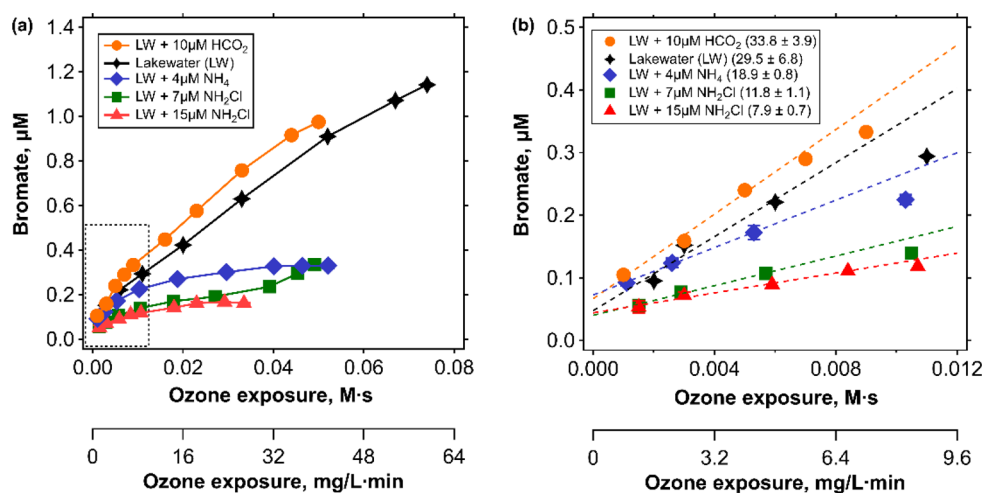 (a)
1.4
1.2
1.0
0.8
0.6
0.4
0.2
0.0
Bromate, µM
LW + 10µM HCO₂
Lakewater (LW)
LW + 4µM NH₄
LW + 7µM NH₂Cl
LW + 15µM NH₂Cl
0.00 0.02 0.04 0.06 0.08
Ozone exposure, M·s
0 16 32 48 64
Ozone exposure, mg/L·min
(b)
0.5
0.4
0.3
0.2
0.1
0.0
Bromate, µM
LW + 10µM HCO₂ (33.8 ± 3.9)
Lakewater (LW) (29.5 ± 6.8)
LW + 4µM NH₄ (18.9 ± 0.8)
LW + 7µM NH₂Cl (11.8 ± 1.1)
LW + 15µM NH₂Cl (7.9 ± 0.7)
0.000 0.004 0.008 0.012
Ozone exposure, M·s
0 3.2 6.4 9.6
Ozone exposure, mg/L·min